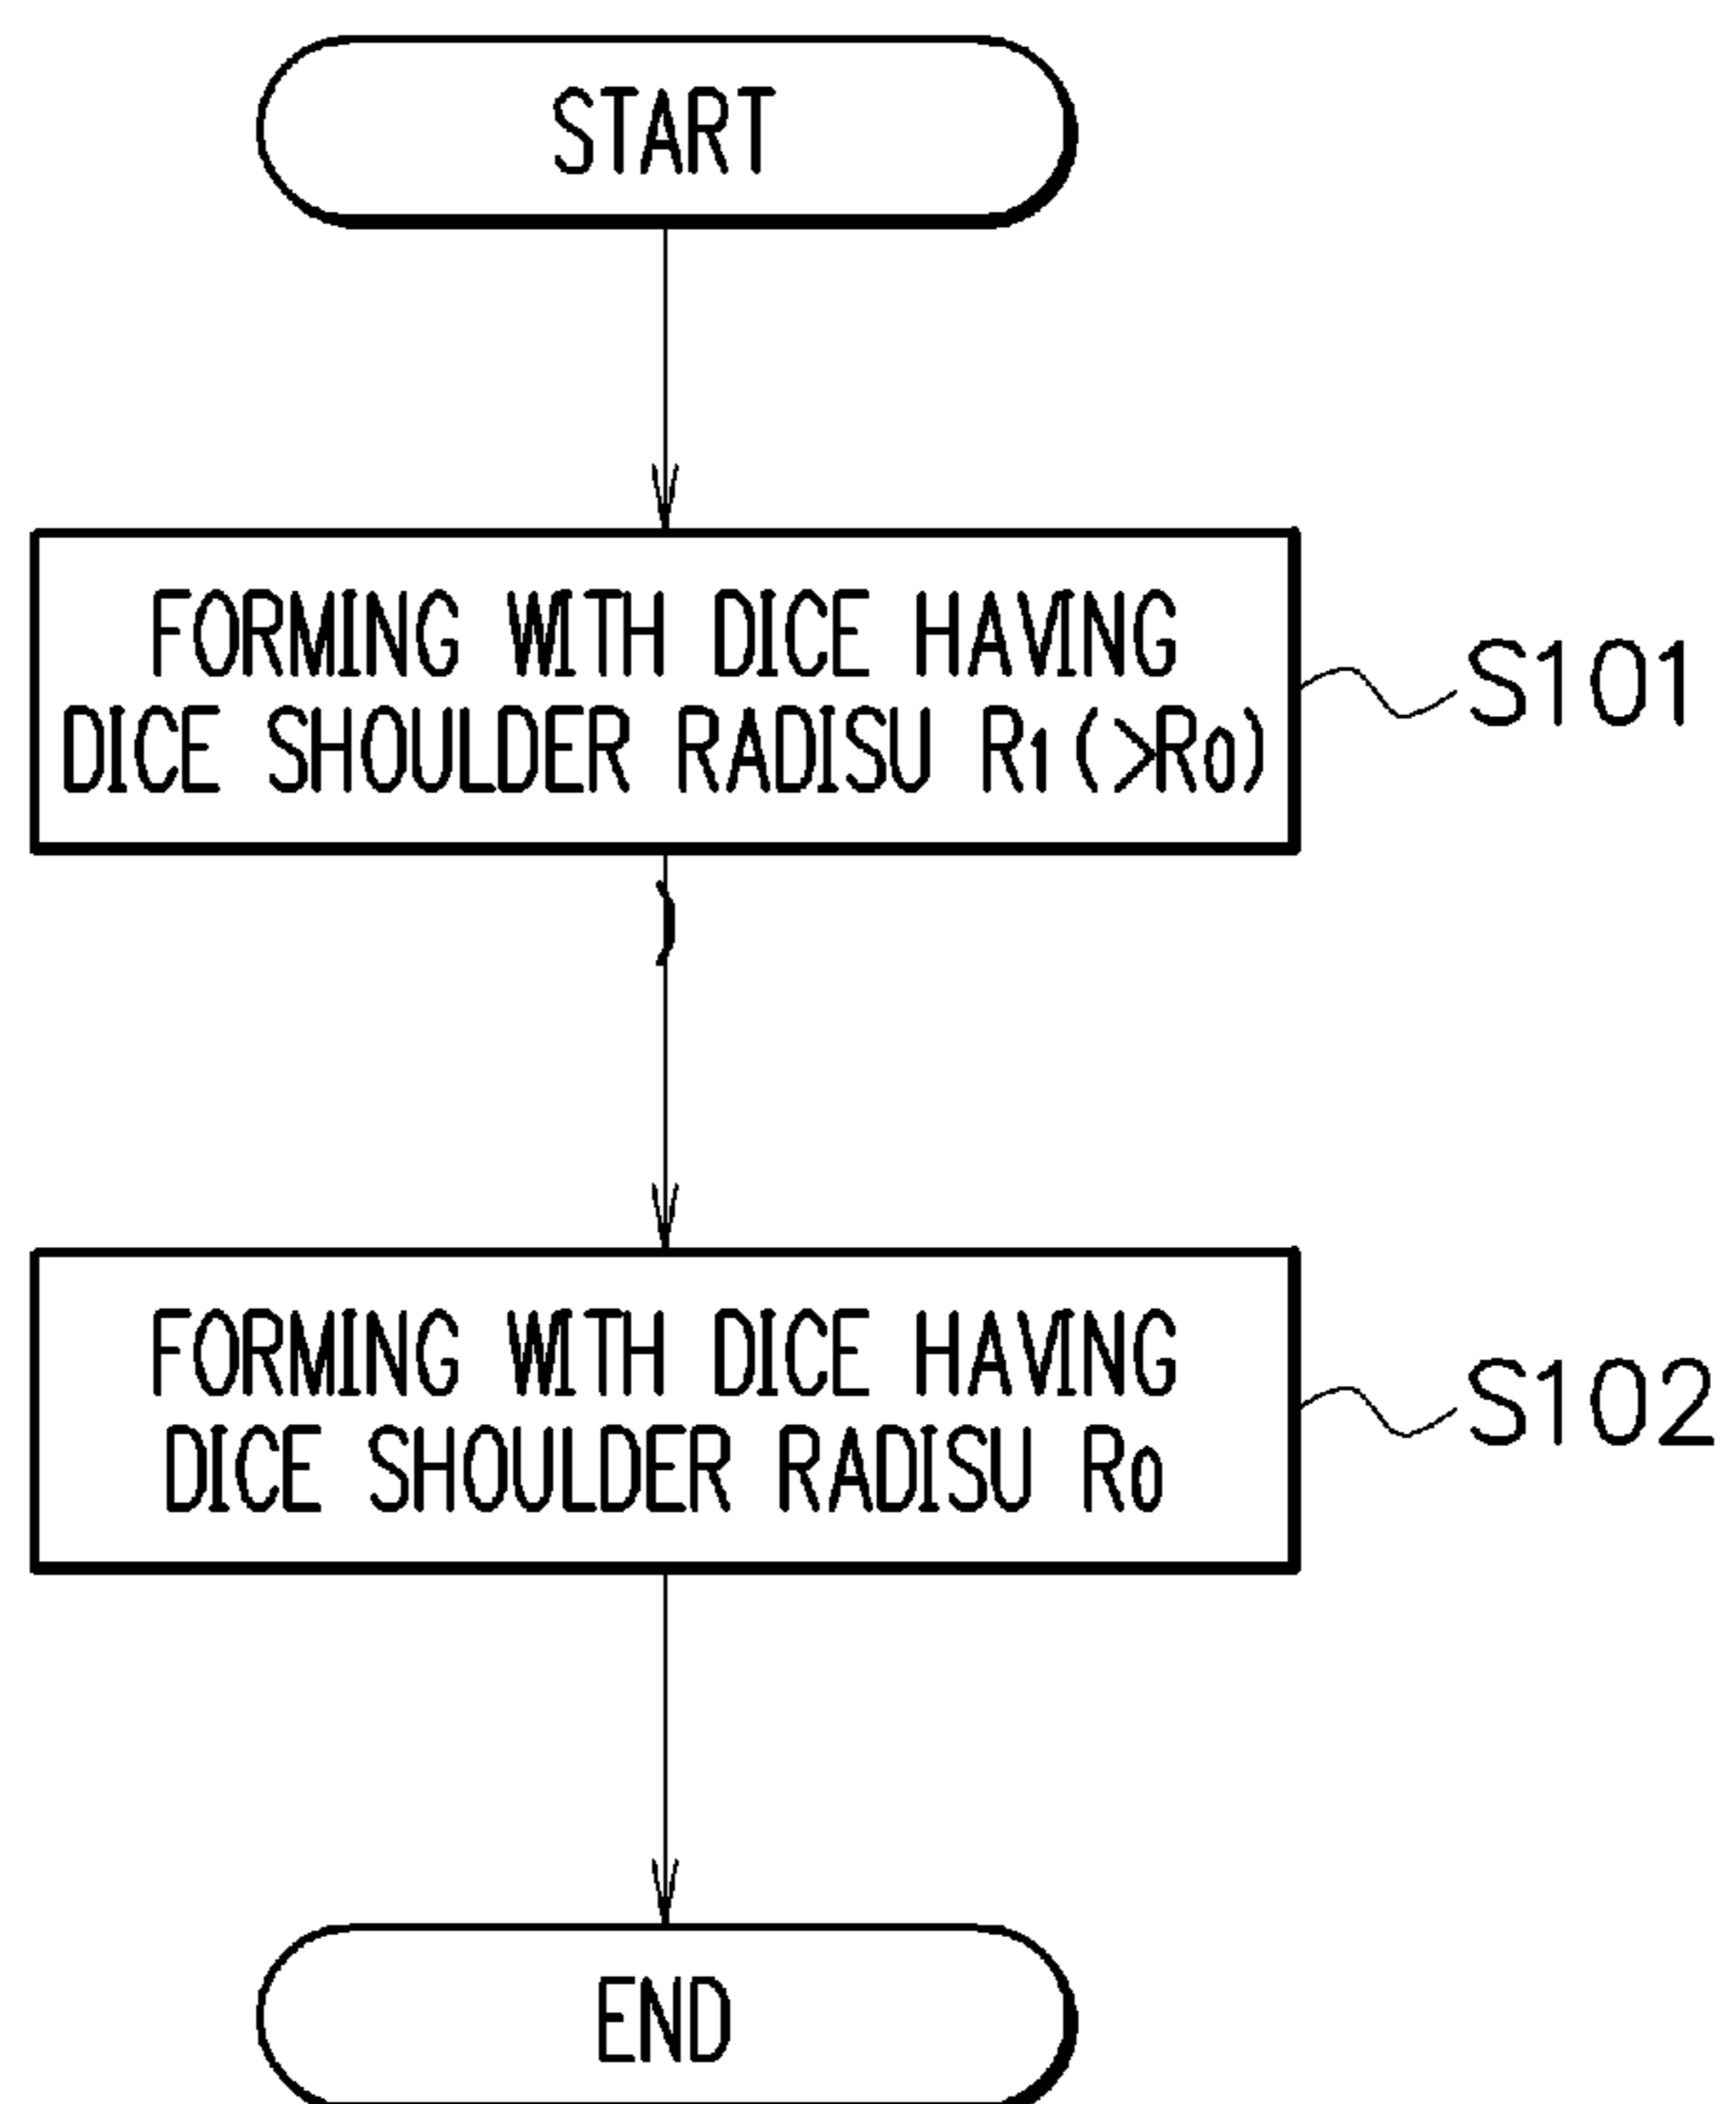 START
FORMING WITH DICE HAVING
DICE SHOULDER RADISU R1 (>R0)
S101
)
FORMING WITH DICE HAVING
DICE SHOULDER RADISU R0
S102
END